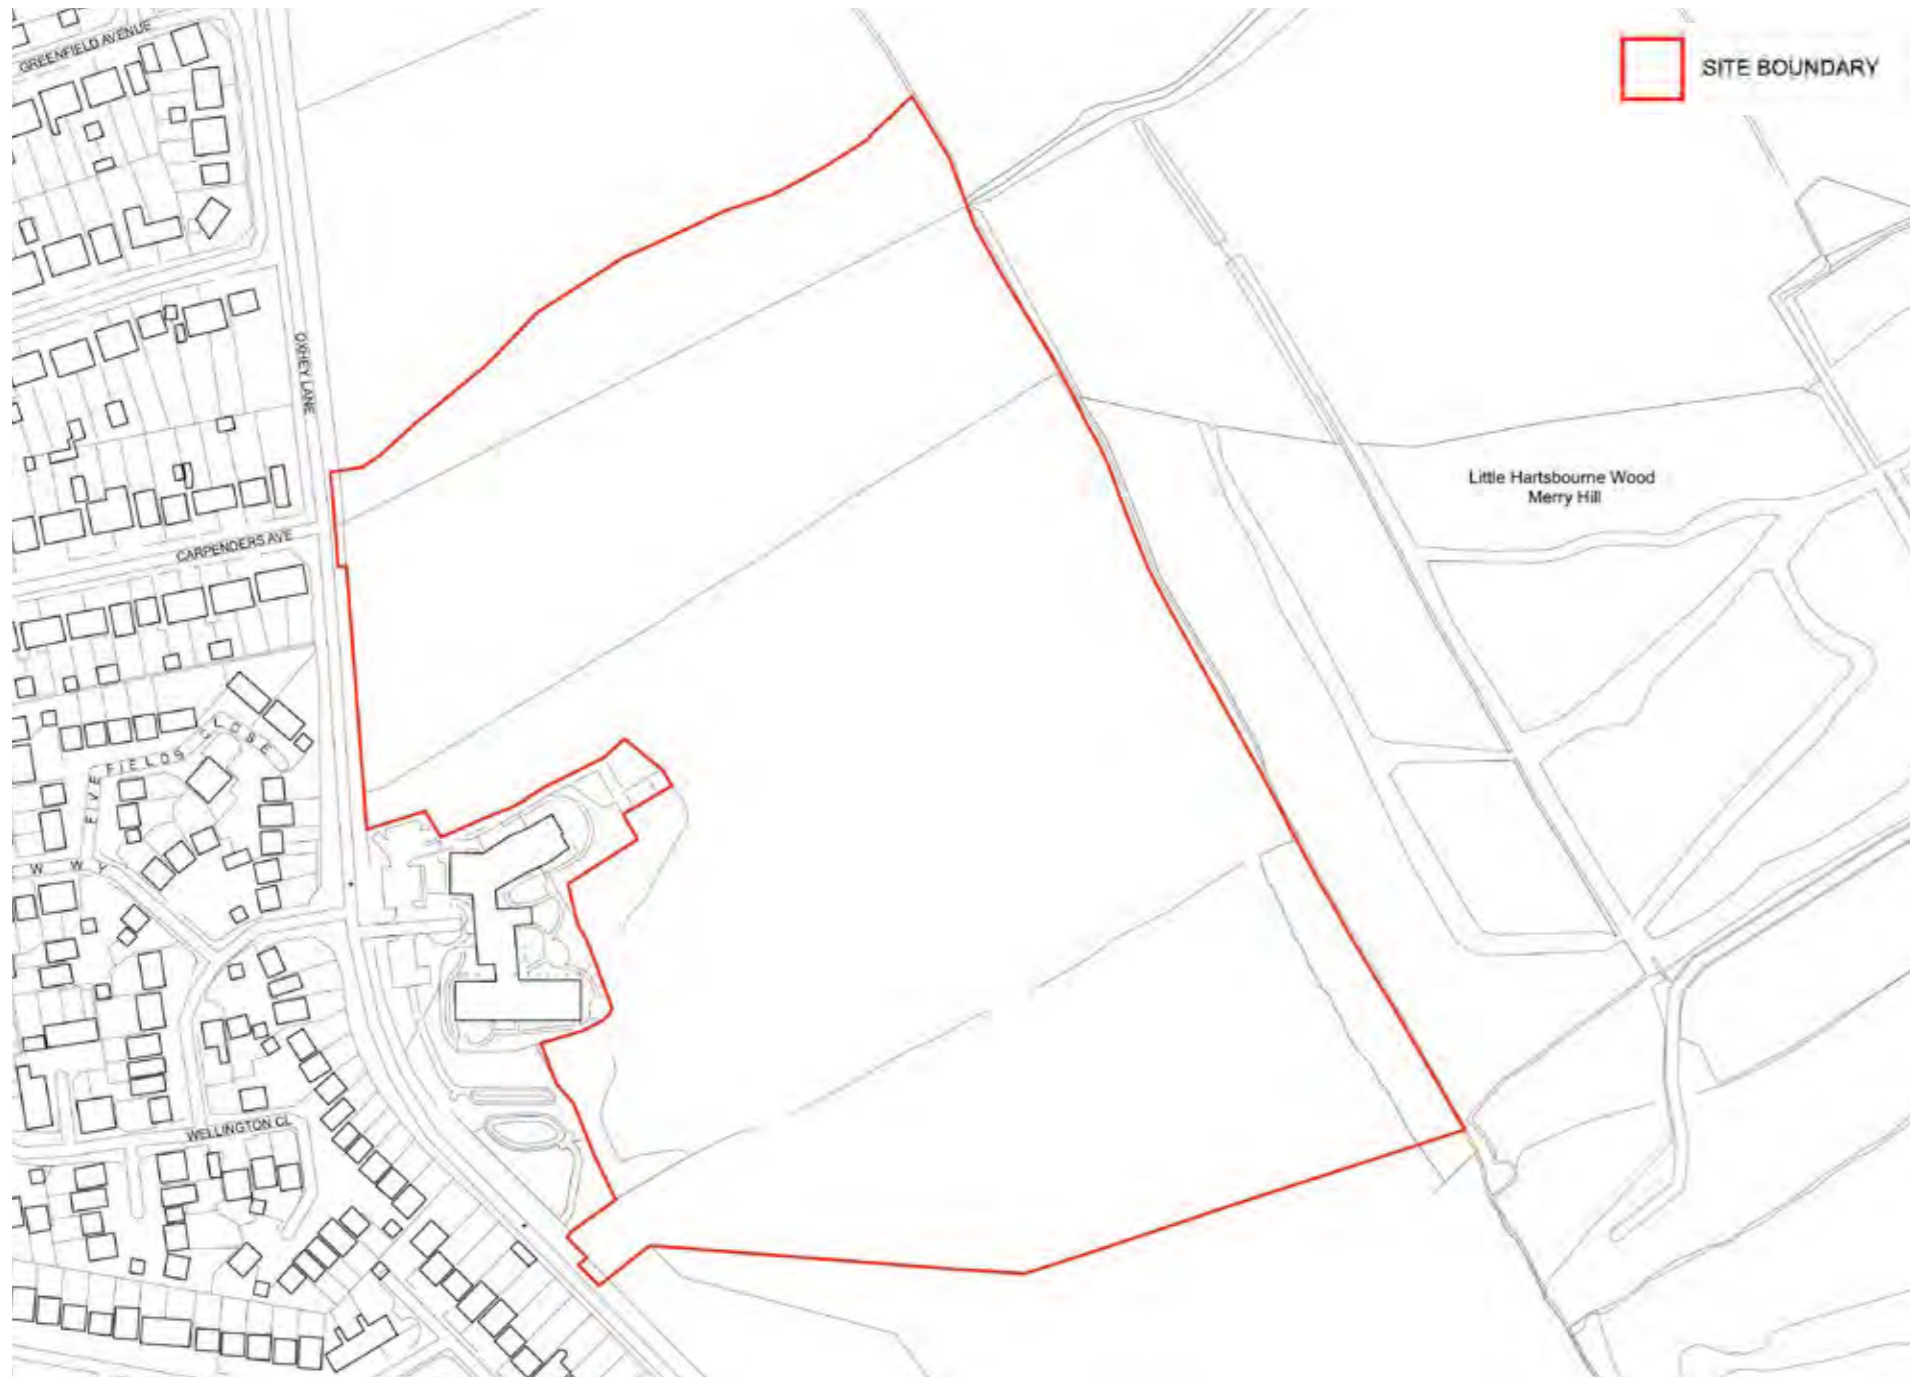 GREENFIELD AVENUE
SITE BOUNDARY
OXHEY LANE
Little Hartsbourne Wood
Merry Hill
CARPENDERS AVE
FIVE FIELDS CLOSE
W W Y
WELLINGTON CL